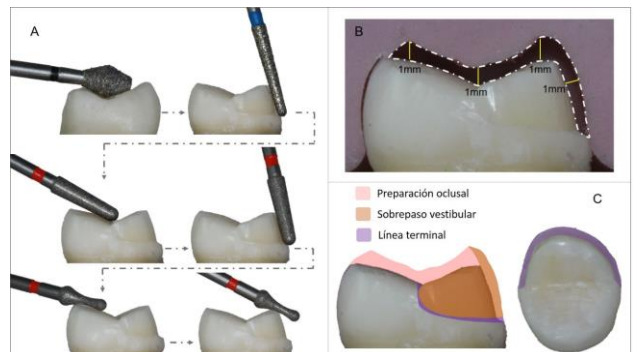 A
B
1mm
1mm
1mm
1mm
Preparación oclusal
Sobrepaso vestibular
Línea terminal
C